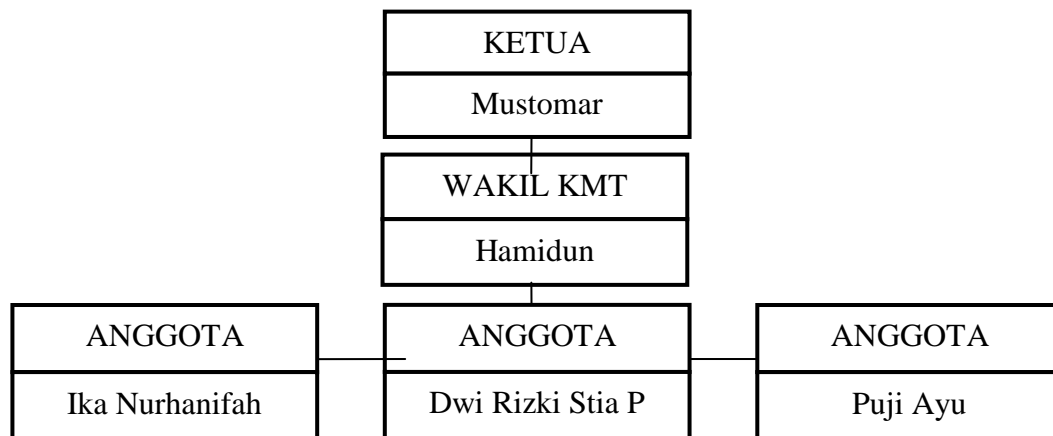 KETUA
Mustomar
WAKIL KMT
Hamidun
ANGGOTA
Ika Nurhanifah
ANGGOTA
Dwi Rizki Stia P
ANGGOTA
Puji Ayu